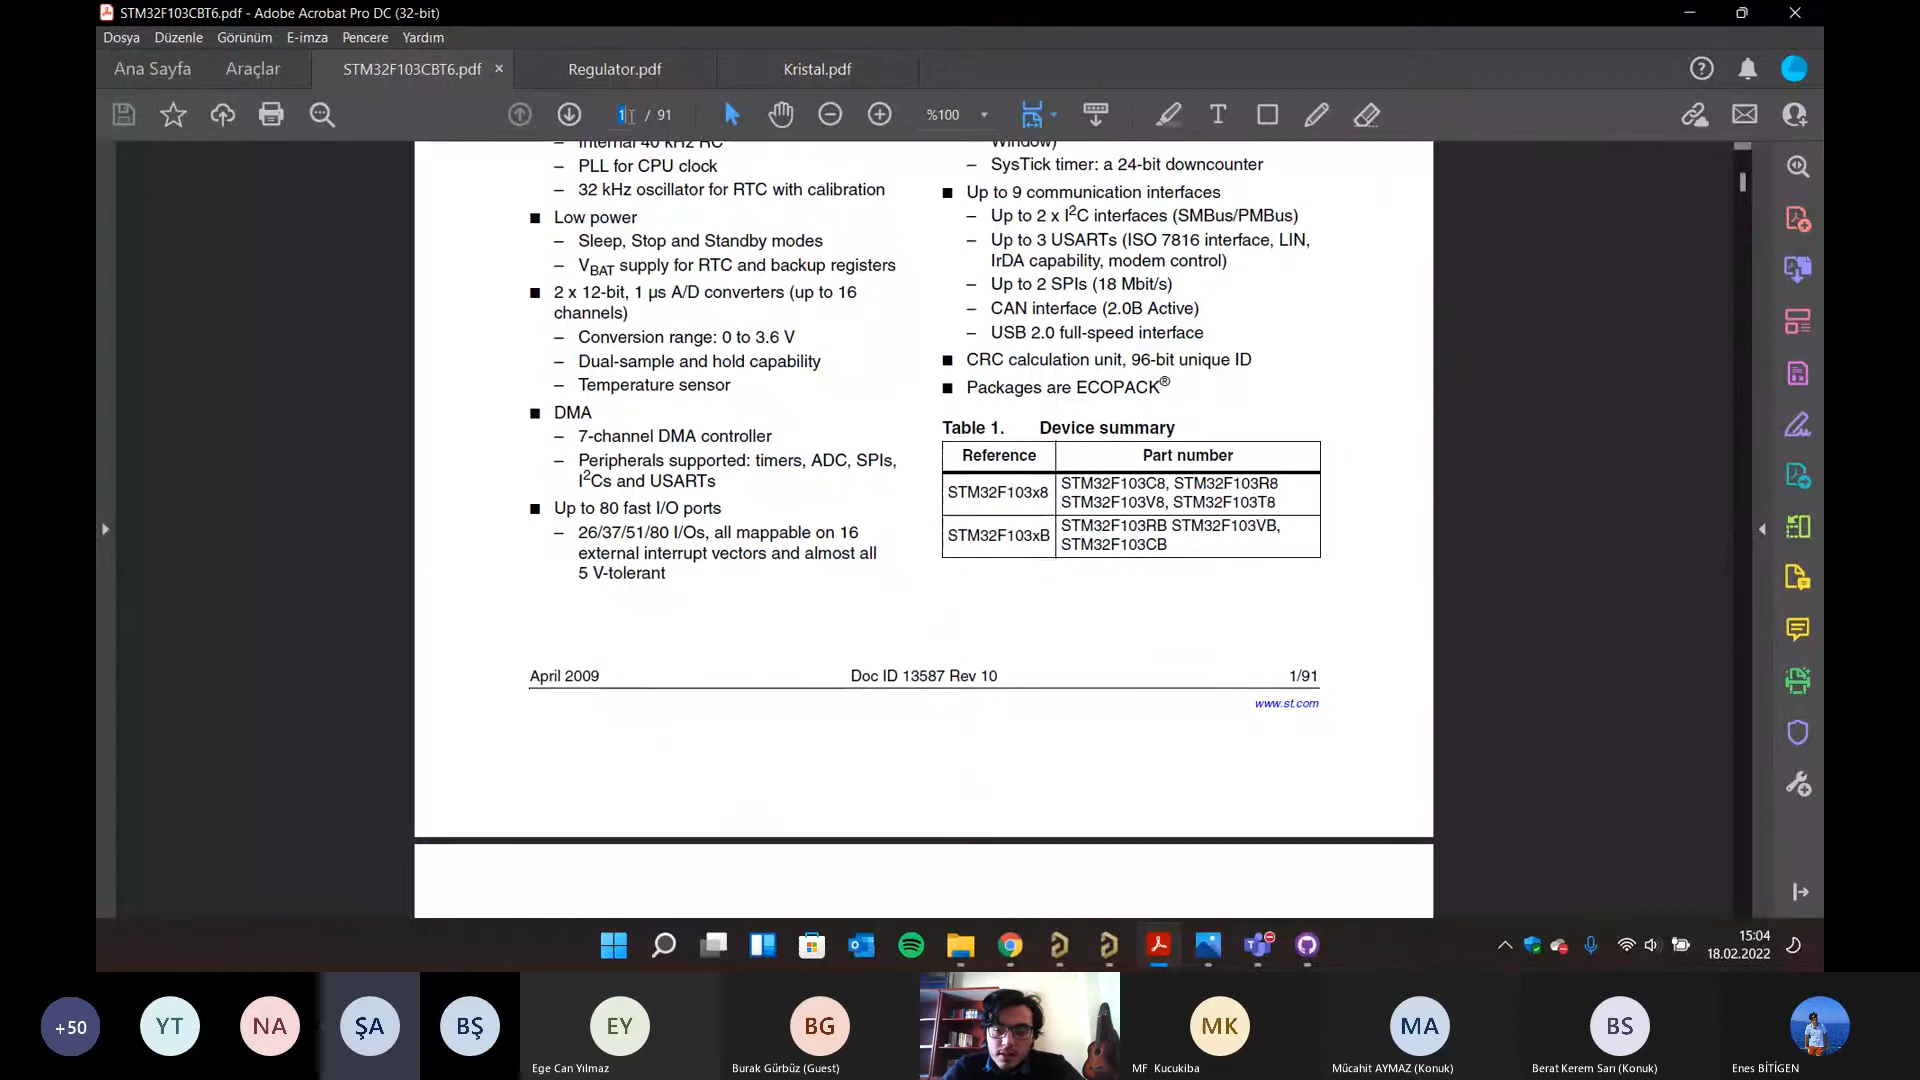 STM32F103CBT6.pdf - Adobe Acrobat Pro DC (32-bit)
Dosya Düzenle Görünüm E-imza Pencere Yardım
Ana Sayfa Araçlar STM32F103CBT6.pdf × Regulator.pdf Kristal.pdf
1 / 91 %100
– Internal 40 kHz RC
– PLL for CPU clock
– 32 kHz oscillator for RTC with calibration
■ Low power
– Sleep, Stop and Standby modes
– VBAT supply for RTC and backup registers
■ 2 x 12-bit, 1 µs A/D converters (up to 16
channels)
– Conversion range: 0 to 3.6 V
– Dual-sample and hold capability
– Temperature sensor
■ DMA
– 7-channel DMA controller
– Peripherals supported: timers, ADC, SPIs,
I2Cs and USARTs
■ Up to 80 fast I/O ports
– 26/37/51/80 I/Os, all mappable on 16
external interrupt vectors and almost all
5 V-tolerant
Window)
– SysTick timer: a 24-bit downcounter
■ Up to 9 communication interfaces
– Up to 2 x I2C interfaces (SMBus/PMBus)
– Up to 3 USARTs (ISO 7816 interface, LIN,
IrDA capability, modem control)
– Up to 2 SPIs (18 Mbit/s)
– CAN interface (2.0B Active)
– USB 2.0 full-speed interface
■ CRC calculation unit, 96-bit unique ID
■ Packages are ECOPACK®
Table 1. Device summary
Reference Part number
STM32F103x8 STM32F103C8, STM32F103R8
STM32F103V8, STM32F103T8
STM32F103xB STM32F103RB STM32F103VB,
STM32F103CB
April 2009 Doc ID 13587 Rev 10 1/91
www.st.com
15:04
18.02.2022
+50 YT NA ŞA BŞ EY BG MK MA BS
Ege Can Yılmaz Burak Gürbüz (Guest) MF Kucukiba Mücahit AYMAZ (Konuk) Berat Kerem Sarı (Konuk) Enes BİTİGEN